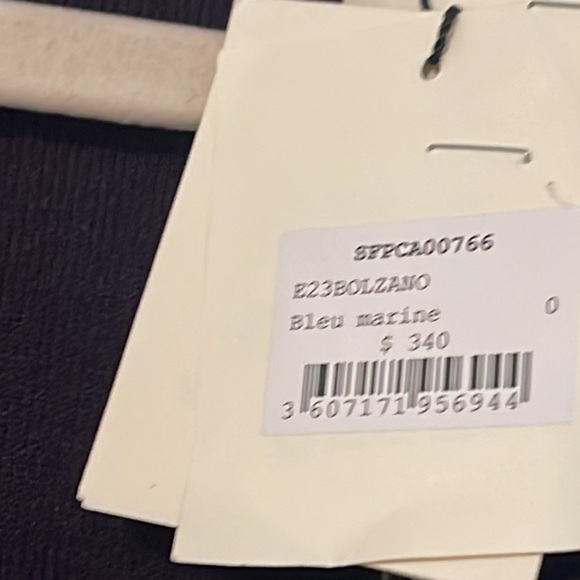 SFPCA00766
E23BOLZANO
Bleu marine 0
$ 340
3 607171 956944